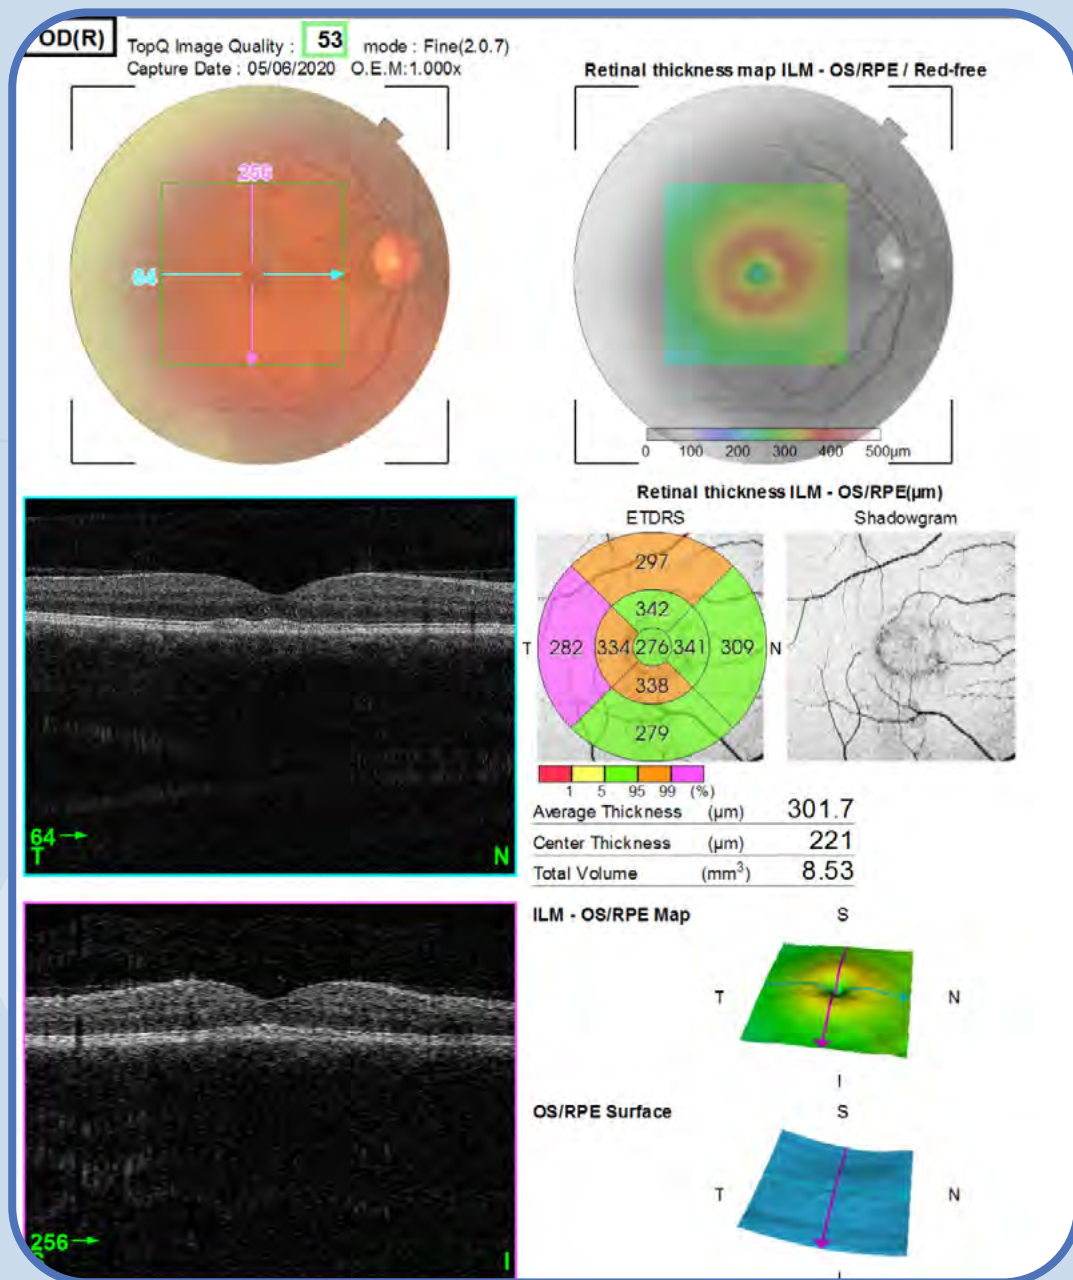 OD(R)
TopQ Image Quality : 53 mode : Fine(2.0.7)
Capture Date : 05/06/2020 O.E.M:1.000x
Retinal thickness map ILM - OS/RPE / Red-free
256
64
0 100 200 300 400 500µm
Retinal thickness ILM - OS/RPE(µm)
ETDRS Shadowgram
297
342
T 282 334 276 341 309 N
338
279
1 5 95 99 (%)
Average Thickness (µm) 301.7
Center Thickness (µm) 221
Total Volume (mm³) 8.53
64
T N
ILM - OS/RPE Map S
T N
I
OS/RPE Surface S
T N
256
I